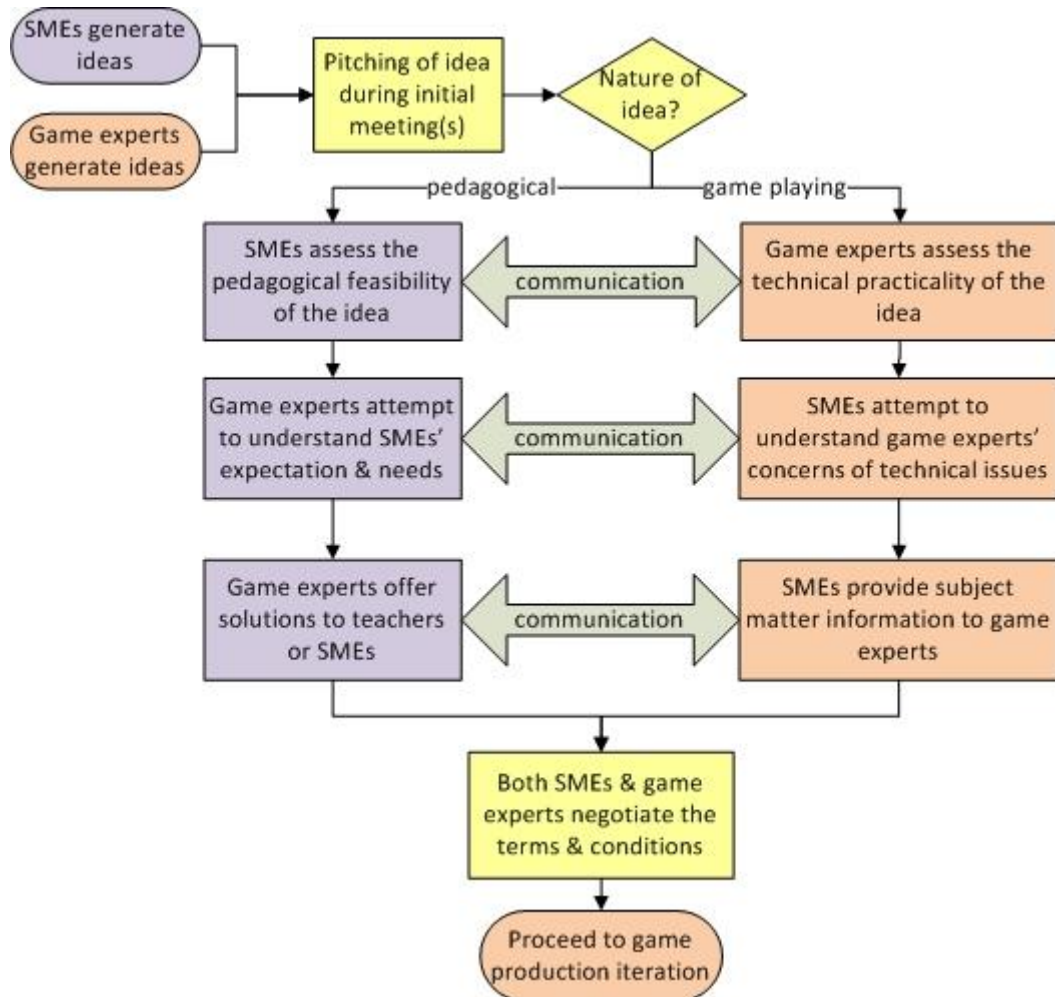 SMEs generate
ideas
Game experts
generate ideas
Pitching of idea
during initial
meeting(s)
Nature of
idea?
pedagogical
game playing
SMEs assess the
pedagogical feasibility
of the idea
communication
Game experts assess the
technical practicality of the
idea
Game experts attempt
to understand SMEs'
expectation & needs
communication
SMEs attempt to
understand game experts'
concerns of technical issues
Game experts offer
solutions to teachers
or SMEs
communication
SMEs provide subject
matter information to game
experts
Both SMEs & game
experts negotiate the
terms & conditions
Proceed to game
production iteration